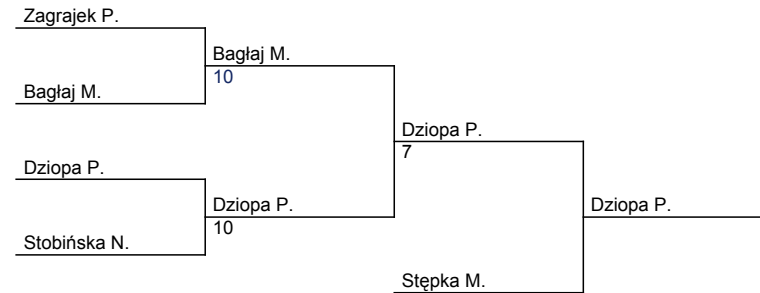 Zagrajek P.
Bagłaj M.
10
Bagłaj M.
Dziopa P.
7
Dziopa P.
Dziopa P.
10
Dziopa P.
Stobińska N.
Stępka M.